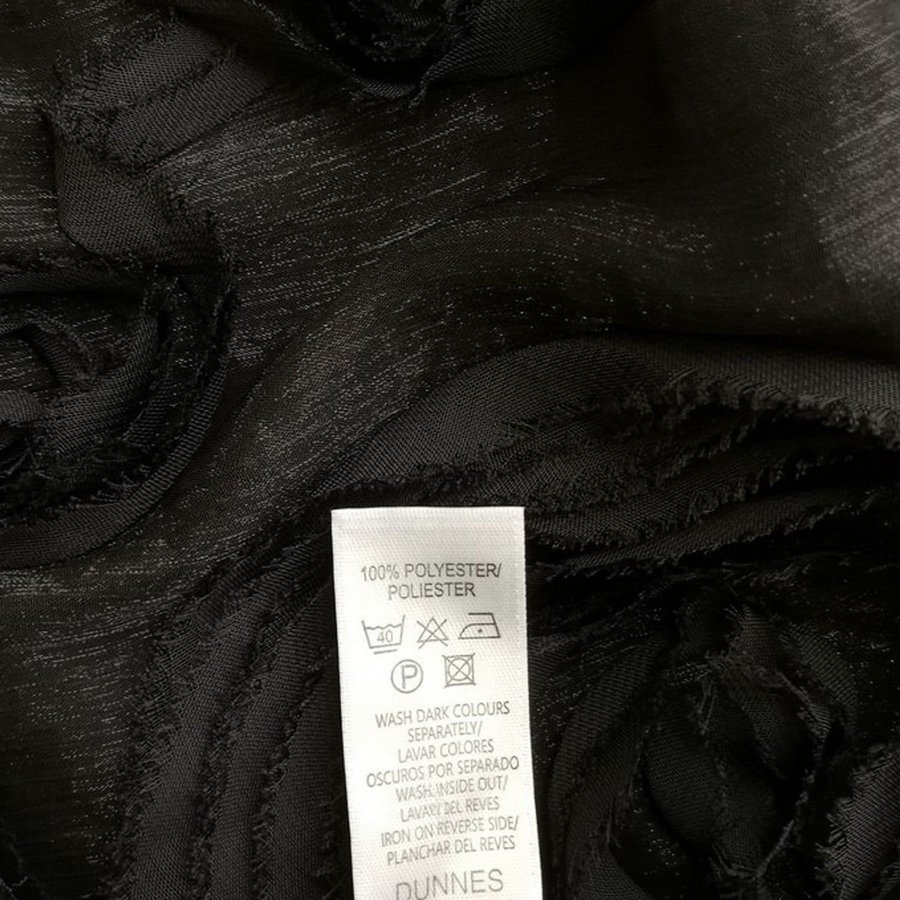 100% POLYESTER/
POLIESTER
40
P
WASH DARK COLOURS
SEPARATELY/
LAVAR COLORES
OSCUROS POR SEPARADO
WASH INSIDE OUT/
LAVAR DEL REVES
IRON ON REVERSE SIDE/
PLANCHAR DEL REVES
DUNNES